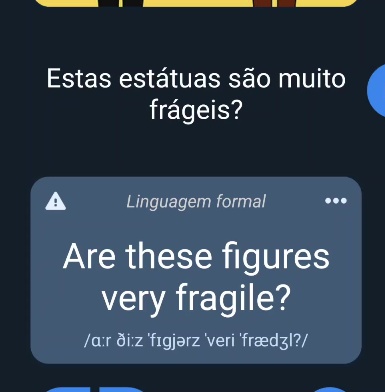 Estas estátuas são muito
frágeis?
Linguagem formal
Are these figures
very fragile?
/ɑːr ðiːz ˈfɪgjərz ˈveri ˈfrædʒl?/